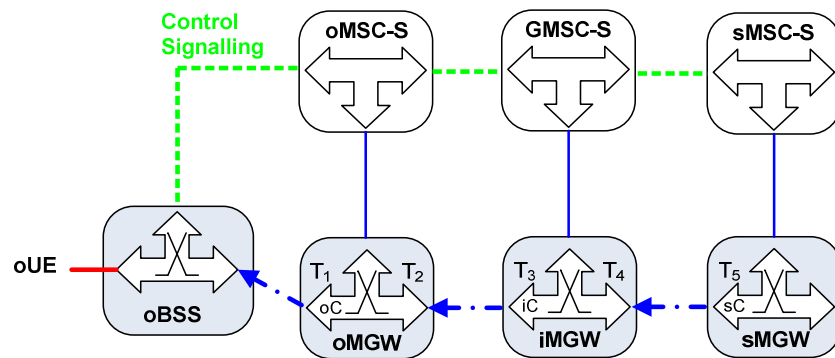 Control
Signalling
oMSC-S
GMSC-S
sMSC-S
oUE
oBSS
T1
T2
oC
oMGW
T3
T4
iC
iMGW
T5
sC
sMGW